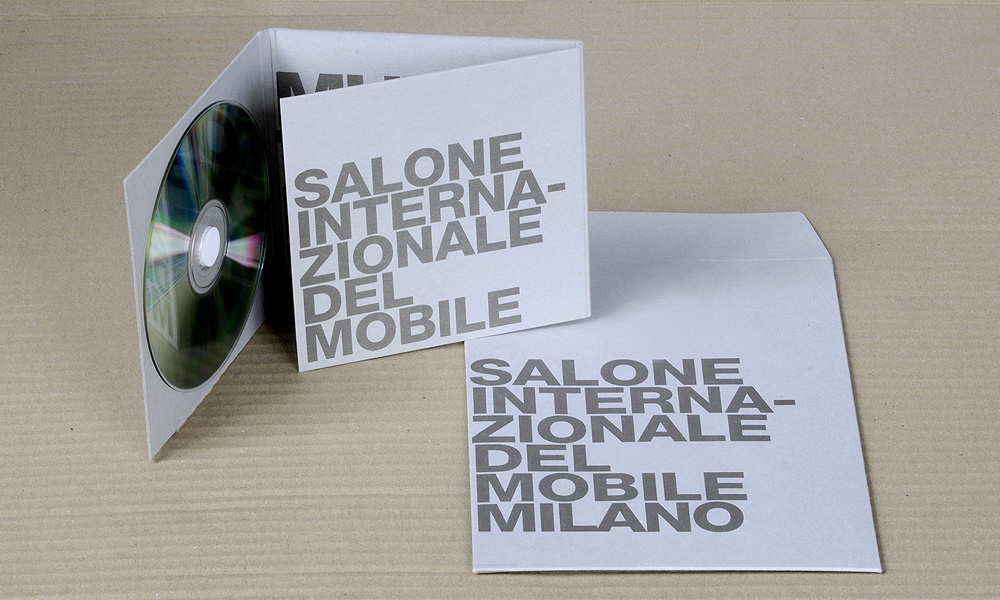 SALONE
INTERNA-
ZIONALE
DEL
MOBILE
SALONE
INTERNA-
ZIONALE
DEL
MOBILE
MILANO